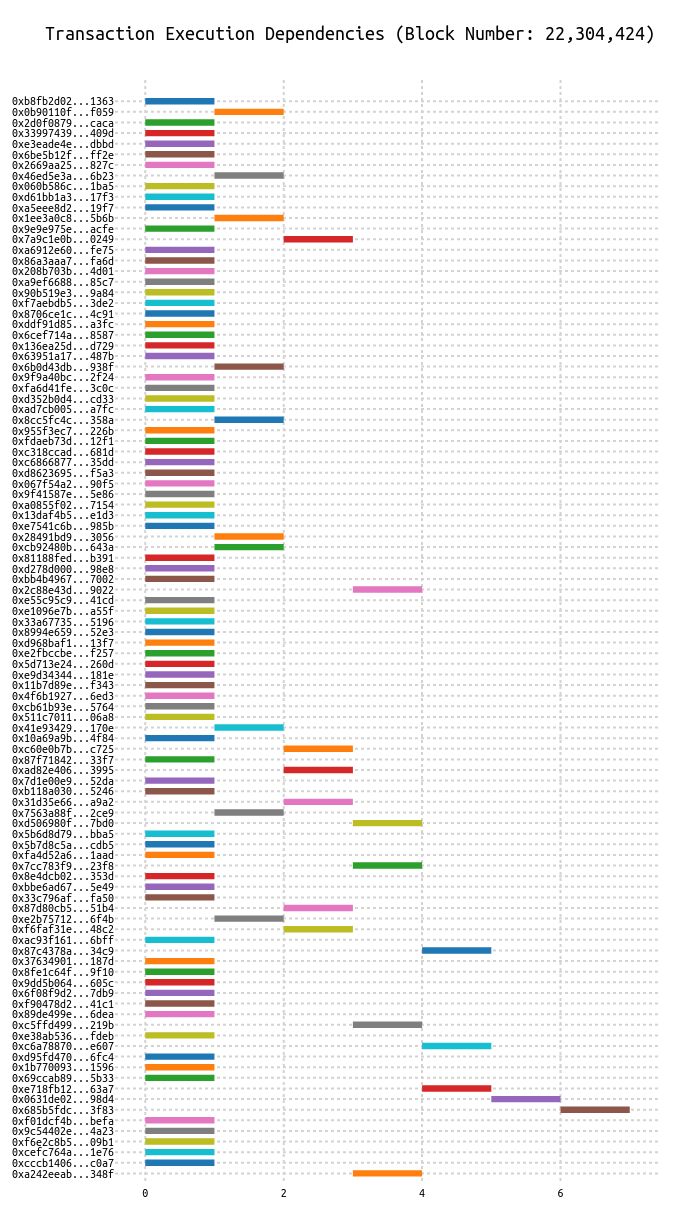 Transaction Execution Dependencies (Block Number: 22,304,424)
0xb8fb2d02...1363
0x0b90110f...f059
0x2d0f0879...caca
0x33997439...409d
0xe3eade4e...dbbd
0x6be5b12f...ff2e
0x2669aa25...827c
0x46ed5e3a...6b23
0x060b586c...1ba5
0xd61bb1a3...17f3
0xa5eee8d2...19f7
0x1ee3a0c8...5b6b
0x9e9e975e...acfe
0x7a9c1e0b...0249
0xa6912e60...fe75
0x86a3aaa7...fa6d
0x208b703b...4d01
0xa9ef6688...85c7
0x90b519e3...9a84
0xf7aebdb5...3de2
0x8706ce1c...4c91
0xddf91d85...a3fc
0x6cef714a...8587
0x136ea25d...d729
0x63951a17...487b
0x6b0d43db...938f
0x9f9a40bc...2f24
0xfa6d41fe...3c0c
0xd352b0d4...cd33
0xad7cb005...a7fc
0x8cc5fc4c...358a
0x955f3ec7...226b
0xfdaeb73d...12f1
0xc318ccad...681d
0xc6866877...35dd
0xd8623695...f5a3
0x067f54a2...90f5
0x9f41587e...5e86
0xa0855f02...7154
0x13daf4b5...e1d3
0xe7541c6b...985b
0x28491bd9...3056
0xcb92480b...643a
0x81188fed...b391
0xd278d000...98e8
0xbb4b4967...7002
0x2c88e43d...9022
0xe55c95c9...41cd
0xe1096e7b...a55f
0x33a67735...5196
0x8994e659...52e3
0xd968baf1...13f7
0xe2fbccbe...f257
0x5d713e24...260d
0xe9d34344...181e
0x11b7d89e...f343
0x4f6b1927...6ed3
0xcb61b93e...5764
0x511c7011...06a8
0x41e93429...170e
0x10a69a9b...4f84
0xc60e0b7b...c725
0x87f71842...33f7
0xad82e406...3995
0x7d1e00e9...52da
0xb118a030...5246
0x31d35e66...a9a2
0x7563a88f...2ce9
0xd506980f...7bd0
0x5b6d8d79...bba5
0x5b7d8c5a...cdb5
0xfa4d52a6...1aad
0x7cc783f9...23f8
0x8e4dcb02...353d
0xbbe6ad67...5e49
0x33c796af...fa50
0x87d80cb5...51b4
0xe2b75712...6f4b
0xf6faf31e...48c2
0xac93f161...6bff
0x87c4378a...34c9
0x37634901...187d
0x8fe1c64f...9f10
0x9dd5b064...605c
0x6f08f9d2...7db9
0xf90478d2...41c1
0x89de499e...6dea
0xc5ffd499...219b
0xe38ab536...fdeb
0xc6a78870...e607
0xd95fd470...6fc4
0x1b770093...1596
0x69ccab89...5b33
0xe718fb12...63a7
0x0631de02...98d4
0x685b5fdc...3f83
0xf01dcf4b...befa
0x9c54402e...4a23
0xf6e2c8b5...09b1
0xcefc764a...1e76
0xcccb1406...c0a7
0xa242eeab...348f
0 2 4 6